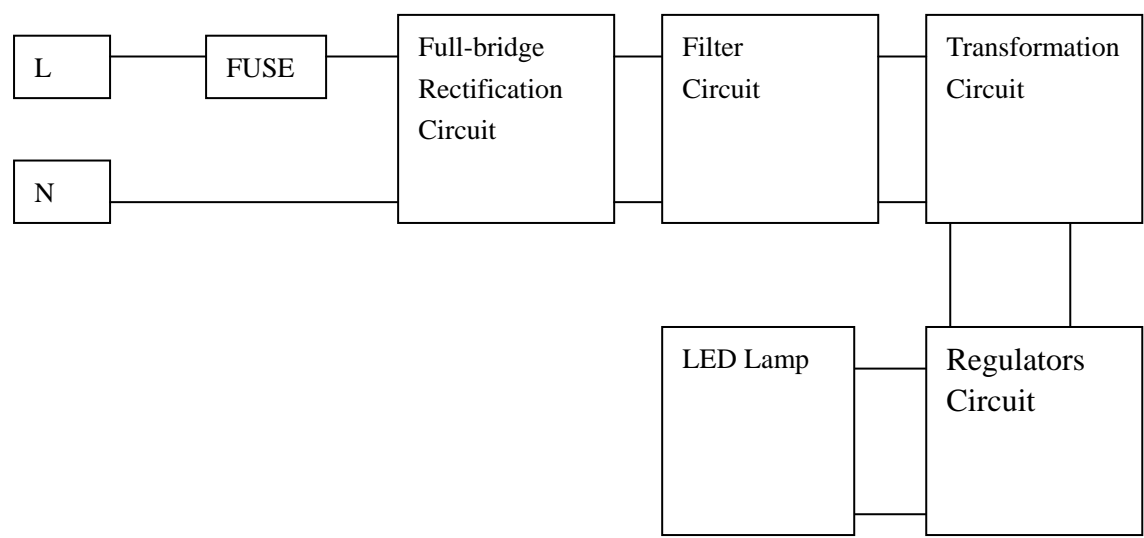 L
FUSE
Full-bridge
Rectification
Circuit
Filter
Circuit
Transformation
Circuit
N
LED Lamp
Regulators
Circuit